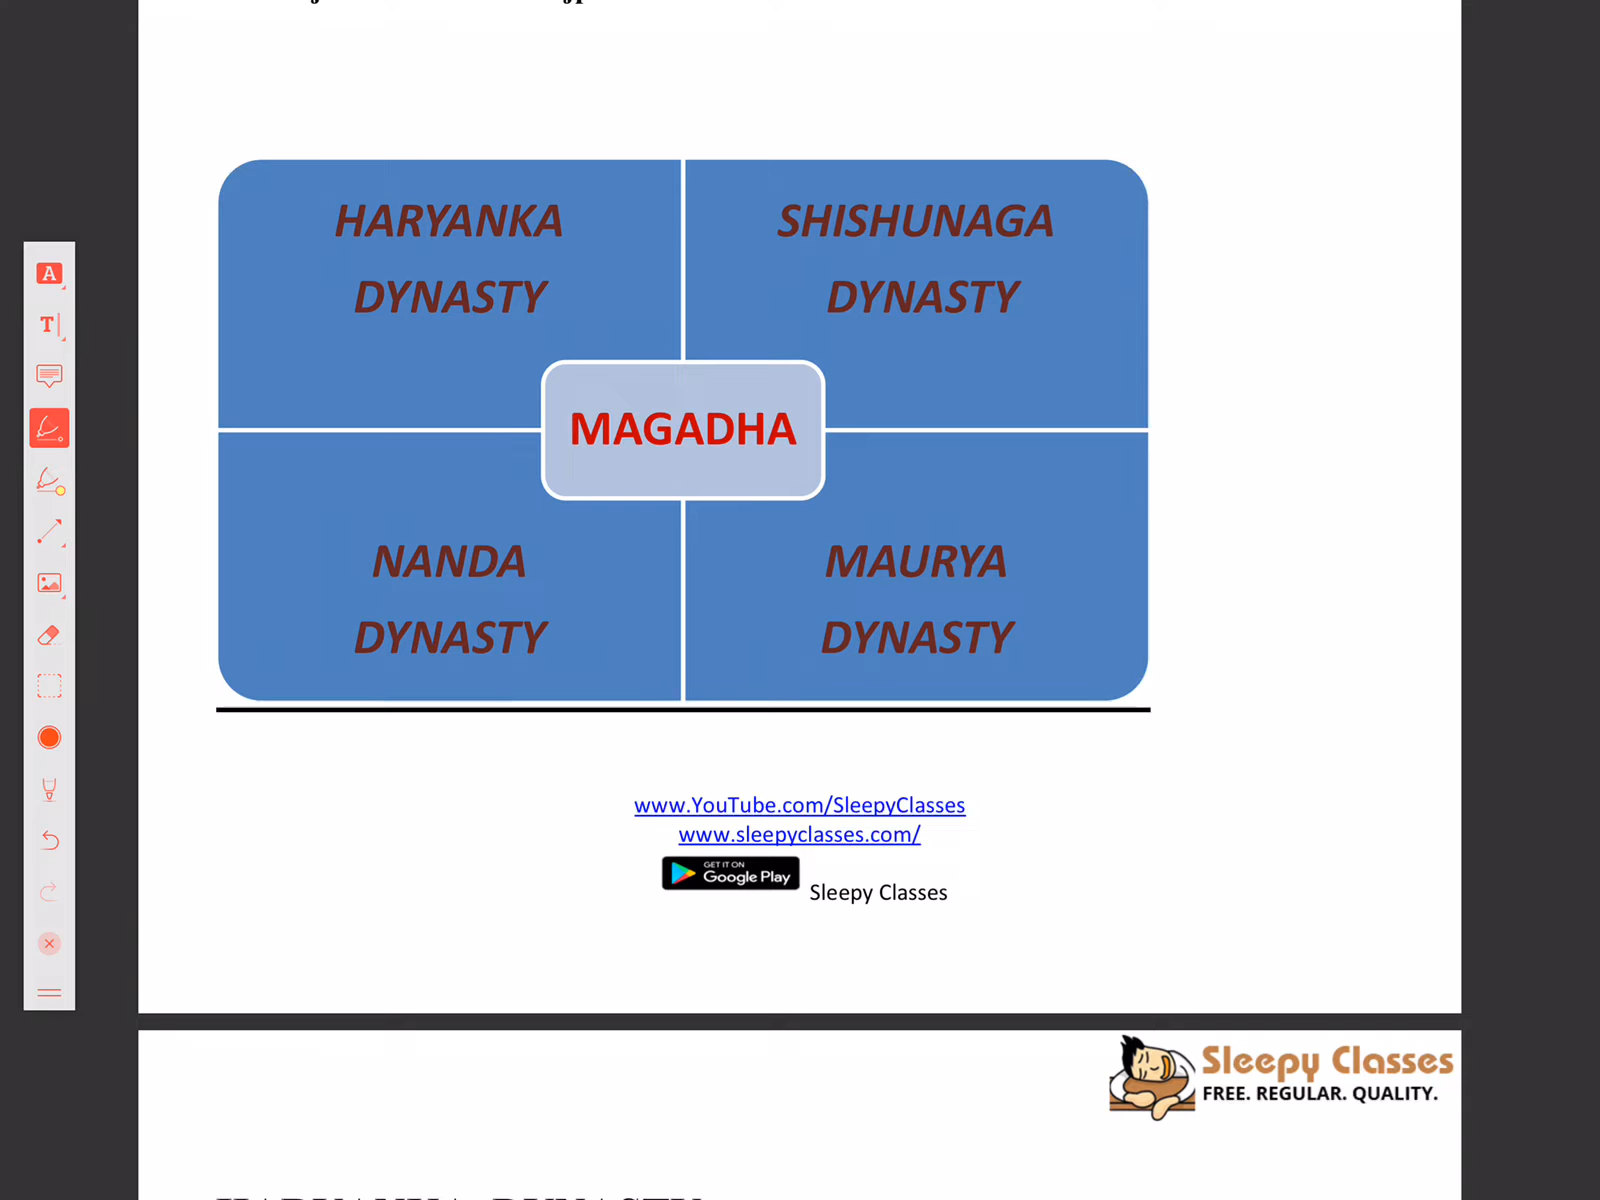 HARYANKA
DYNASTY
SHISHUNAGA
DYNASTY
MAGADHA
NANDA
DYNASTY
MAURYA
DYNASTY
www.YouTube.com/SleepyClasses
www.sleepyclasses.com/
GET IT ON
Google Play
Sleepy Classes
Sleepy Classes
FREE. REGULAR. QUALITY.